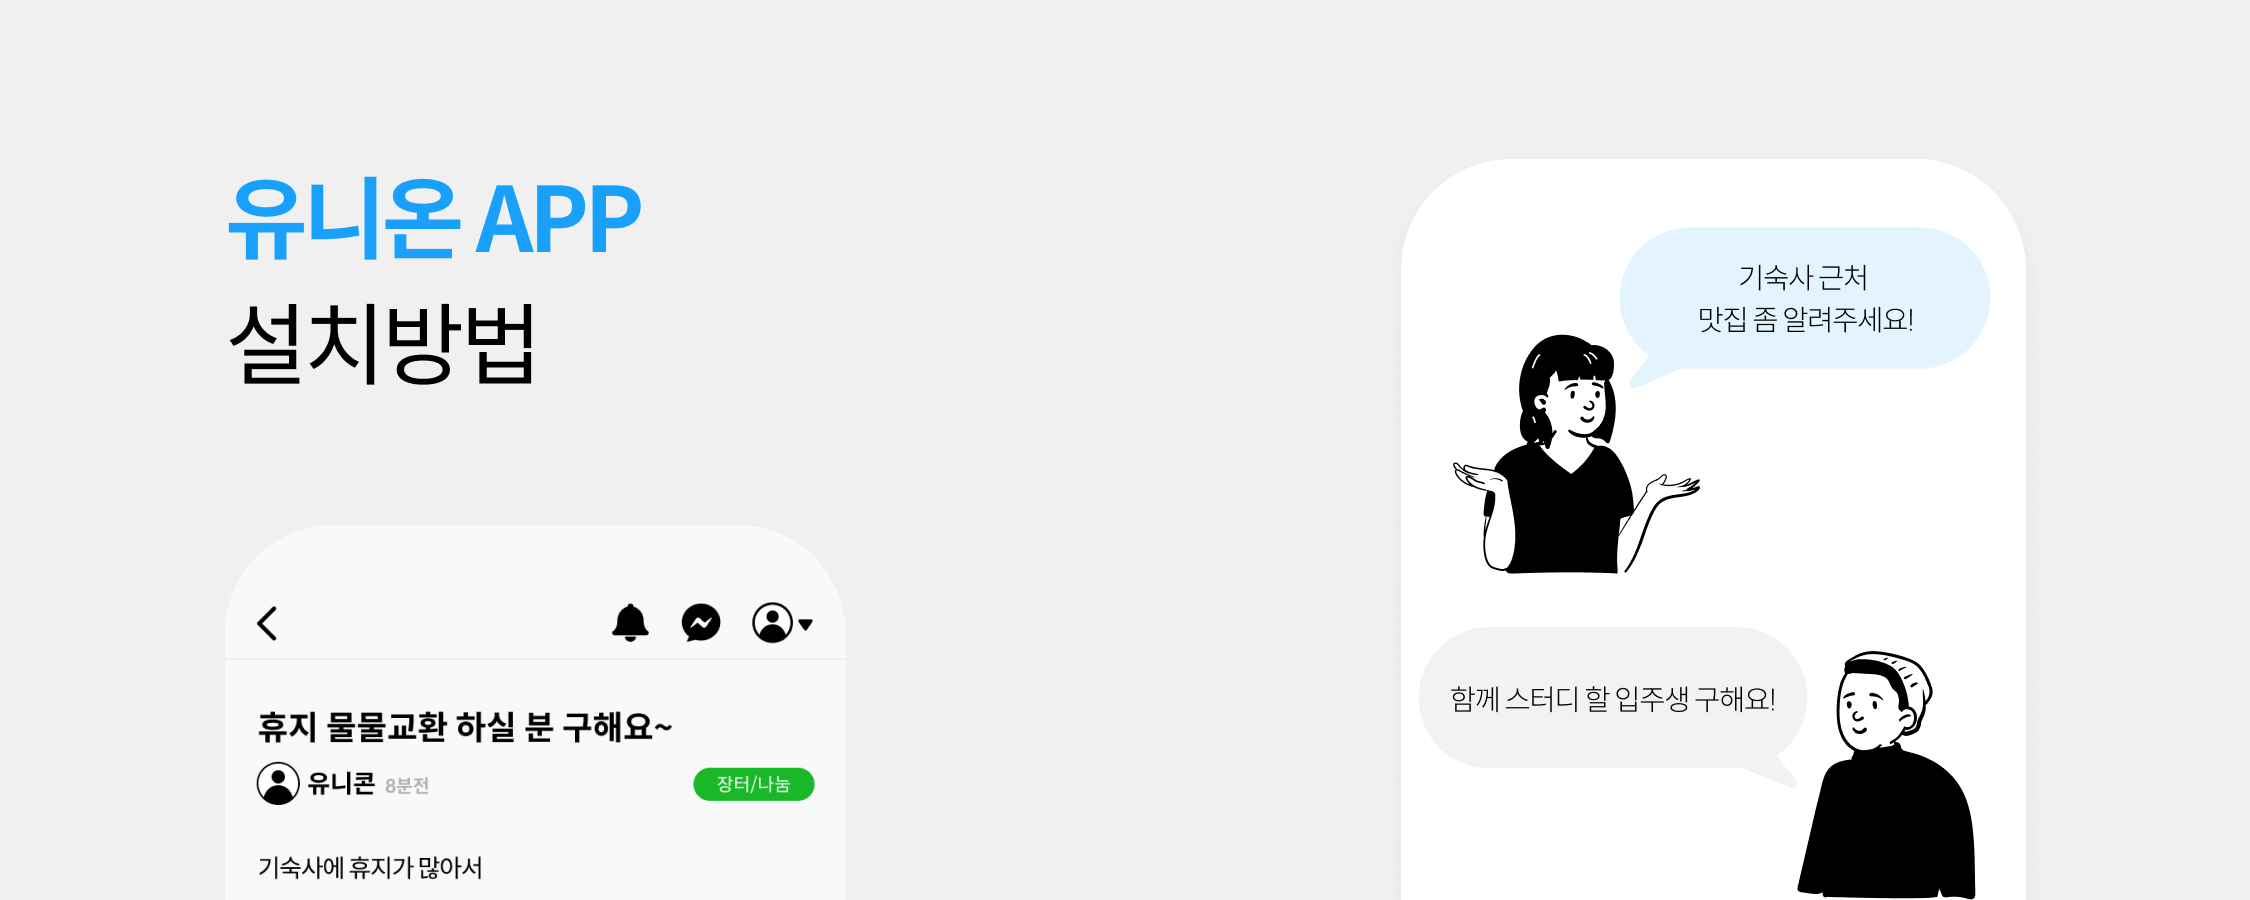 유니온 APP
설치방법
휴지 물물교환 하실 분 구해요~
유니콘 8분전
장터/나눔
기숙사에 휴지가 많아서
기숙사 근처
맛집 좀 알려주세요!
함께 스터디 할 입주생 구해요!